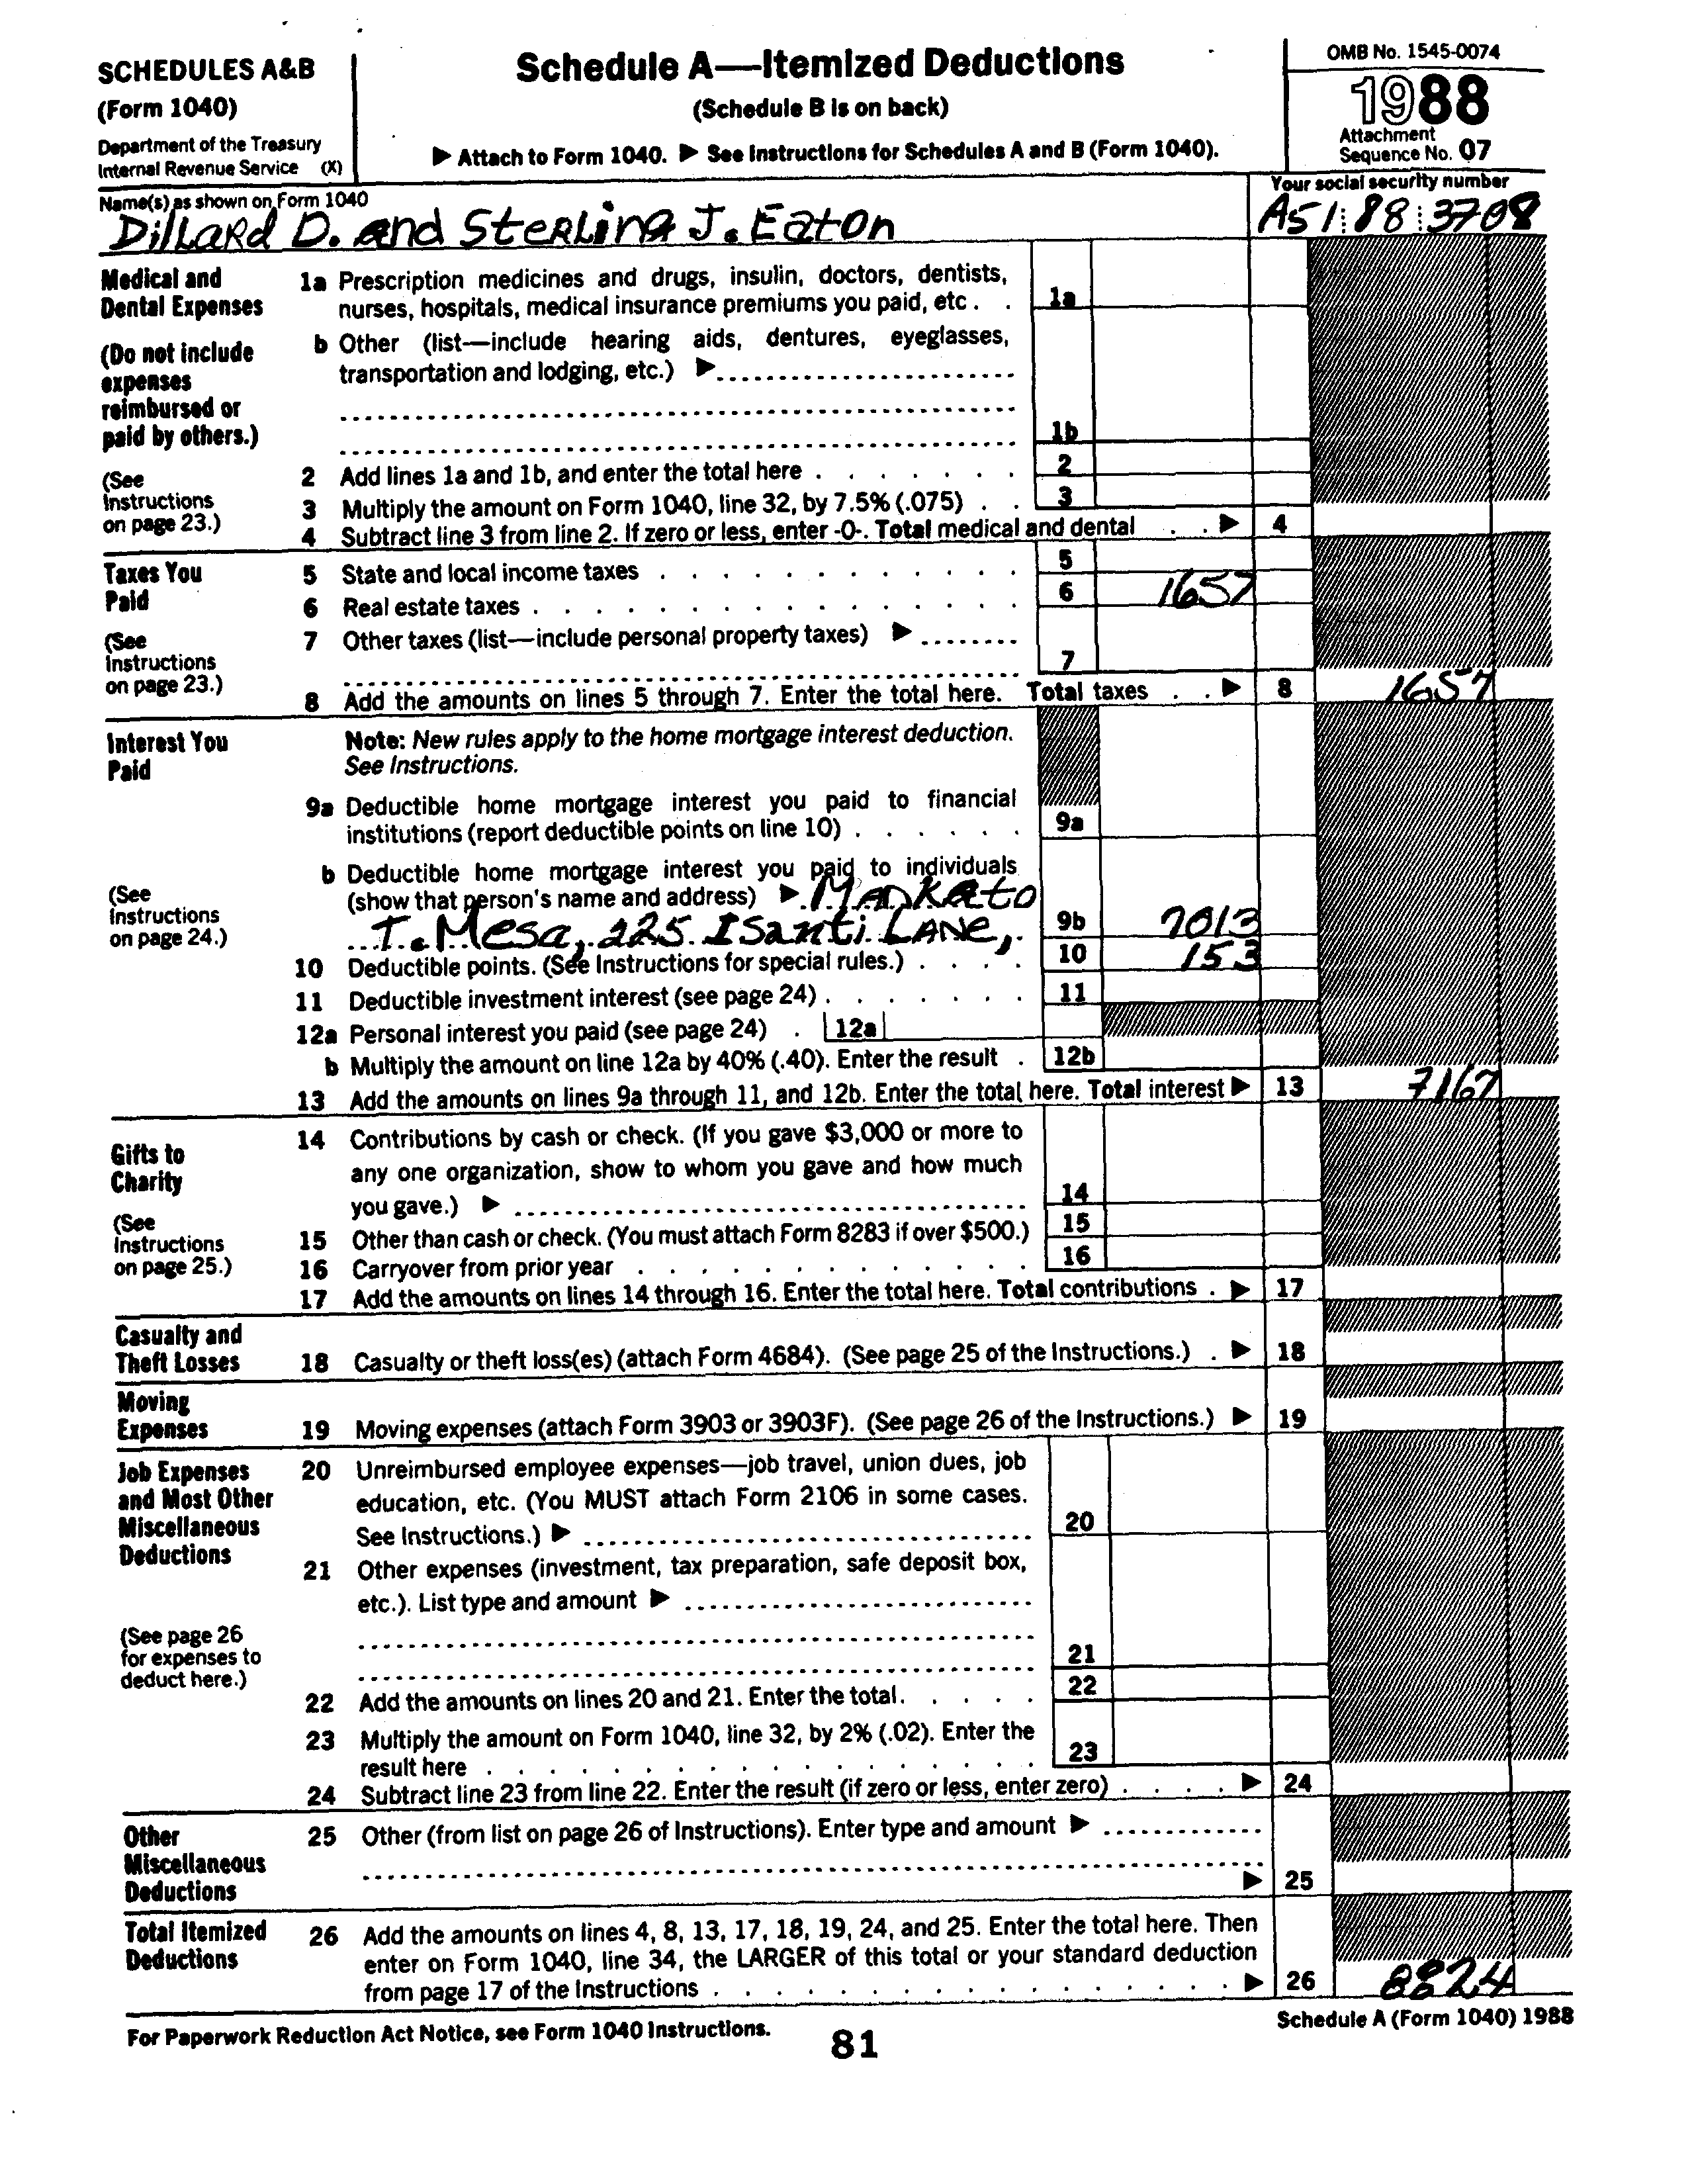 SCHEDULES A&B
(Form 1040)
Department of the Treasury
Internal Revenue Service (X)
Schedule A—Itemized Deductions
(Schedule B is on back)
▶ Attach to Form 1040. ▶ See Instructions for Schedules A and B (Form 1040).
OMB No. 1545-0074
1988
Attachment
Sequence No. 07
Name(s) as shown on Form 1040
Dillard D. and Sterling J. Eaton
Your social security number
A51 88 3708
Medical and
Dental Expenses
(Do not include
expenses
reimbursed or
paid by others.)
(See
Instructions
on page 23.)
1a Prescription medicines and drugs, insulin, doctors, dentists,
nurses, hospitals, medical insurance premiums you paid, etc . . 1a
b Other (list—include hearing aids, dentures, eyeglasses,
transportation and lodging, etc.) ▶
1b
2 Add lines 1a and 1b, and enter the total here . . . . . . . 2
3 Multiply the amount on Form 1040, line 32, by 7.5% (.075) . . 3
4 Subtract line 3 from line 2. If zero or less, enter -0-. Total medical and dental . . ▶ 4
Taxes You
Paid
(See
Instructions
on page 23.)
5 State and local income taxes . . . . . . . . . . . . 5
6 Real estate taxes . . . . . . . . . . . . . . . . 6 1657
7 Other taxes (list—include personal property taxes) ▶
7
8 Add the amounts on lines 5 through 7. Enter the total here. Total taxes . . ▶ 8 1657
Interest You
Paid
(See
Instructions
on page 24.)
Note: New rules apply to the home mortgage interest deduction.
See Instructions.
9a Deductible home mortgage interest you paid to financial
institutions (report deductible points on line 10) . . . . . . 9a
b Deductible home mortgage interest you paid to individuals
(show that person's name and address) ▶ Mankato
T. Mesa, 225 Isanti Lane, 9b 7013
10 Deductible points. (See Instructions for special rules.) . . . . 10 153
11 Deductible investment interest (see page 24) . . . . . . . 11
12a Personal interest you paid (see page 24) . 12a
b Multiply the amount on line 12a by 40% (.40). Enter the result . 12b
13 Add the amounts on lines 9a through 11, and 12b. Enter the total here. Total interest ▶ 13 7167
Gifts to
Charity
(See
Instructions
on page 25.)
14 Contributions by cash or check. (If you gave $3,000 or more to
any one organization, show to whom you gave and how much
you gave.) ▶ 14
15 Other than cash or check. (You must attach Form 8283 if over $500.) 15
16 Carryover from prior year . . . . . . . . . . . . . 16
17 Add the amounts on lines 14 through 16. Enter the total here. Total contributions . ▶ 17
Casualty and
Theft Losses
18 Casualty or theft loss(es) (attach Form 4684). (See page 25 of the Instructions.) . ▶ 18
Moving
Expenses
19 Moving expenses (attach Form 3903 or 3903F). (See page 26 of the Instructions.) ▶ 19
Job Expenses
and Most Other
Miscellaneous
Deductions
(See page 26
for expenses to
deduct here.)
20 Unreimbursed employee expenses—job travel, union dues, job
education, etc. (You MUST attach Form 2106 in some cases.
See Instructions.) ▶ 20
21 Other expenses (investment, tax preparation, safe deposit box,
etc.). List type and amount ▶
21
22 Add the amounts on lines 20 and 21. Enter the total. . . . . 22
23 Multiply the amount on Form 1040, line 32, by 2% (.02). Enter the
result here . . . . . . . . . . . . . . . . . 23
24 Subtract line 23 from line 22. Enter the result (if zero or less, enter zero) . . . . ▶ 24
Other
Miscellaneous
Deductions
25 Other (from list on page 26 of Instructions). Enter type and amount ▶
▶ 25
Total Itemized
Deductions
26 Add the amounts on lines 4, 8, 13, 17, 18, 19, 24, and 25. Enter the total here. Then
enter on Form 1040, line 34, the LARGER of this total or your standard deduction
from page 17 of the Instructions . . . . . . . . . . . . . . . . ▶ 26 8824
For Paperwork Reduction Act Notice, see Form 1040 Instructions.
81
Schedule A (Form 1040) 1988